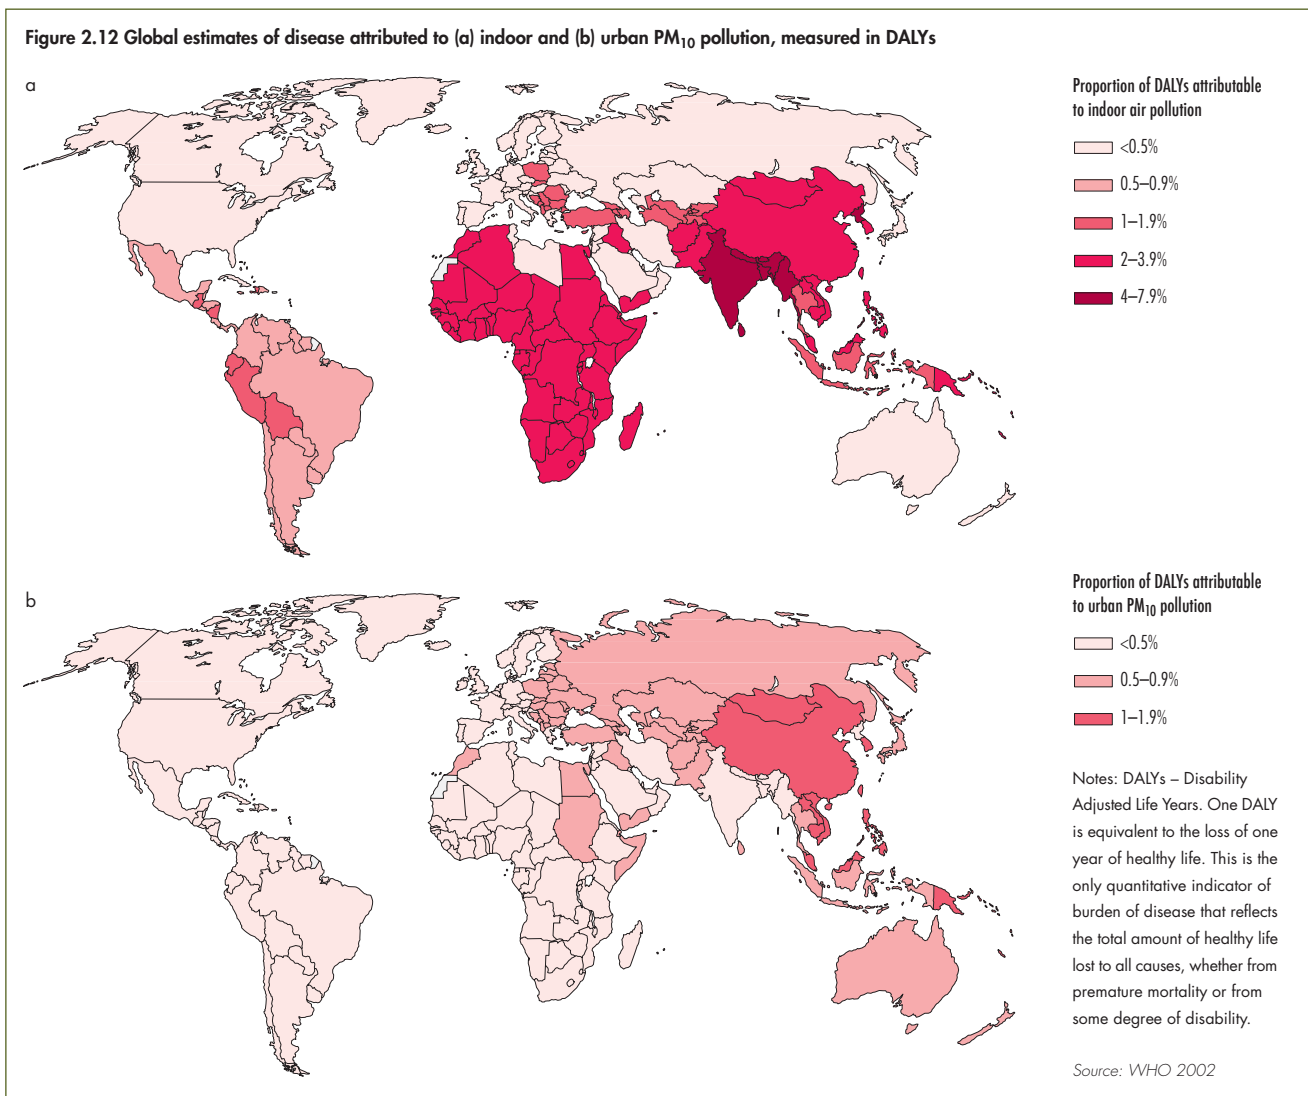 Figure 2.12 Global estimates of disease attributed to (a) indoor and (b) urban PM10 pollution, measured in DALYs
a
Proportion of DALYs attributable
to indoor air pollution
<0.5%
0.5–0.9%
1–1.9%
2–3.9%
4–7.9%
b
Proportion of DALYs attributable
to urban PM10 pollution
<0.5%
0.5–0.9%
1–1.9%
Notes: DALYs – Disability
Adjusted Life Years. One DALY
is equivalent to the loss of one
year of healthy life. This is the
only quantitative indicator of
burden of disease that reflects
the total amount of healthy life
lost to all causes, whether from
premature mortality or from
some degree of disability.
Source: WHO 2002